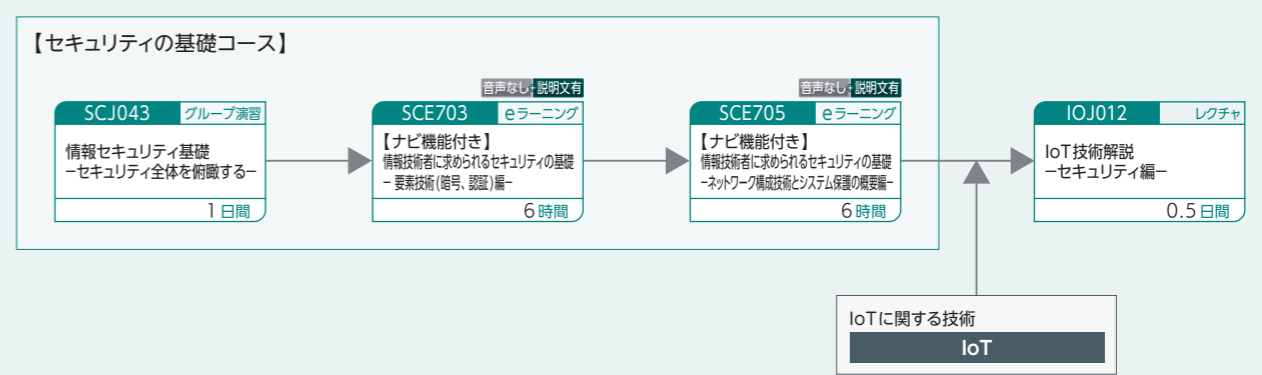 【セキュリティの基礎コース】
SCJ043 グループ演習
情報セキュリティ基礎
−セキュリティ全体を俯瞰する−
1日間
音声なし・説明文有
SCE703 eラーニング
【ナビ機能付き】
情報技術者に求められるセキュリティの基礎
−要素技術(暗号、認証)編−
6時間
音声なし・説明文有
SCE705 eラーニング
【ナビ機能付き】
情報技術者に求められるセキュリティの基礎
−ネットワーク構成技術とシステム保護の概要編−
6時間
IOJ012 レクチャ
IoT技術解説
−セキュリティ編−
0.5日間
IoTに関する技術
IoT